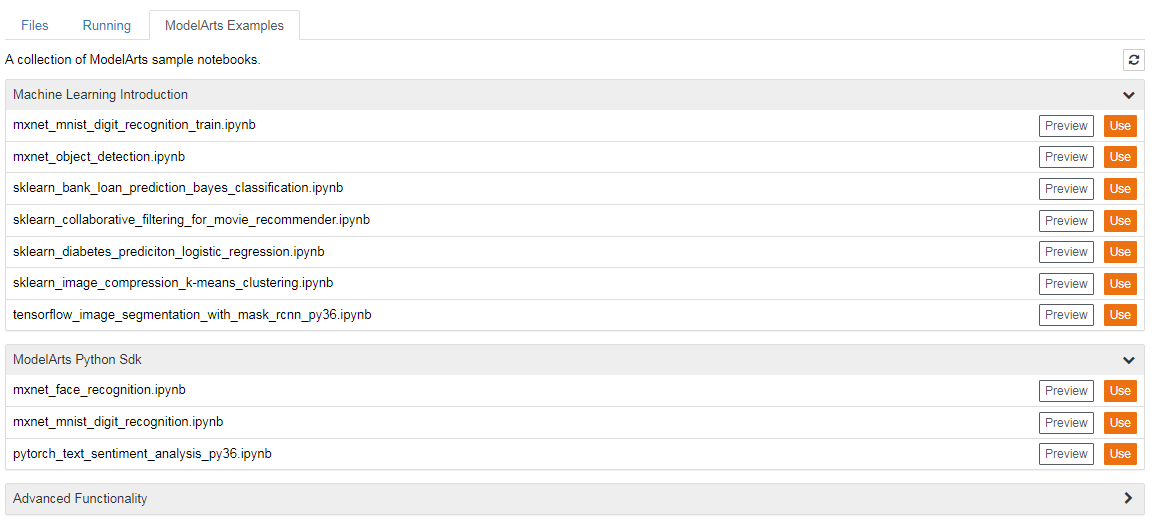 Files Running ModelArts Examples
A collection of ModelArts sample notebooks.
Machine Learning Introduction
mxnet_mnist_digit_recognition_train.ipynb Preview Use
mxnet_object_detection.ipynb Preview Use
sklearn_bank_loan_prediction_bayes_classification.ipynb Preview Use
sklearn_collaborative_filtering_for_movie_recommender.ipynb Preview Use
sklearn_diabetes_prediciton_logistic_regression.ipynb Preview Use
sklearn_image_compression_k-means_clustering.ipynb Preview Use
tensorflow_image_segmentation_with_mask_rcnn_py36.ipynb Preview Use
ModelArts Python Sdk
mxnet_face_recognition.ipynb Preview Use
mxnet_mnist_digit_recognition.ipynb Preview Use
pytorch_text_sentiment_analysis_py36.ipynb Preview Use
Advanced Functionality